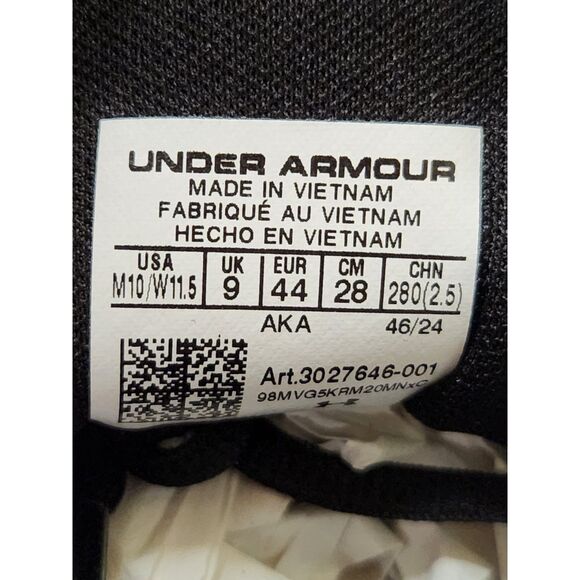 UNDER ARMOUR
MADE IN VIETNAM
FABRIQUÉ AU VIETNAM
HECHO EN VIETNAM
USA UK EUR CM CHN
M10/W11.5 9 44 28 280(2.5)
AKA 46/24
Art.3027646-001
98MVG5KRM20MNxC